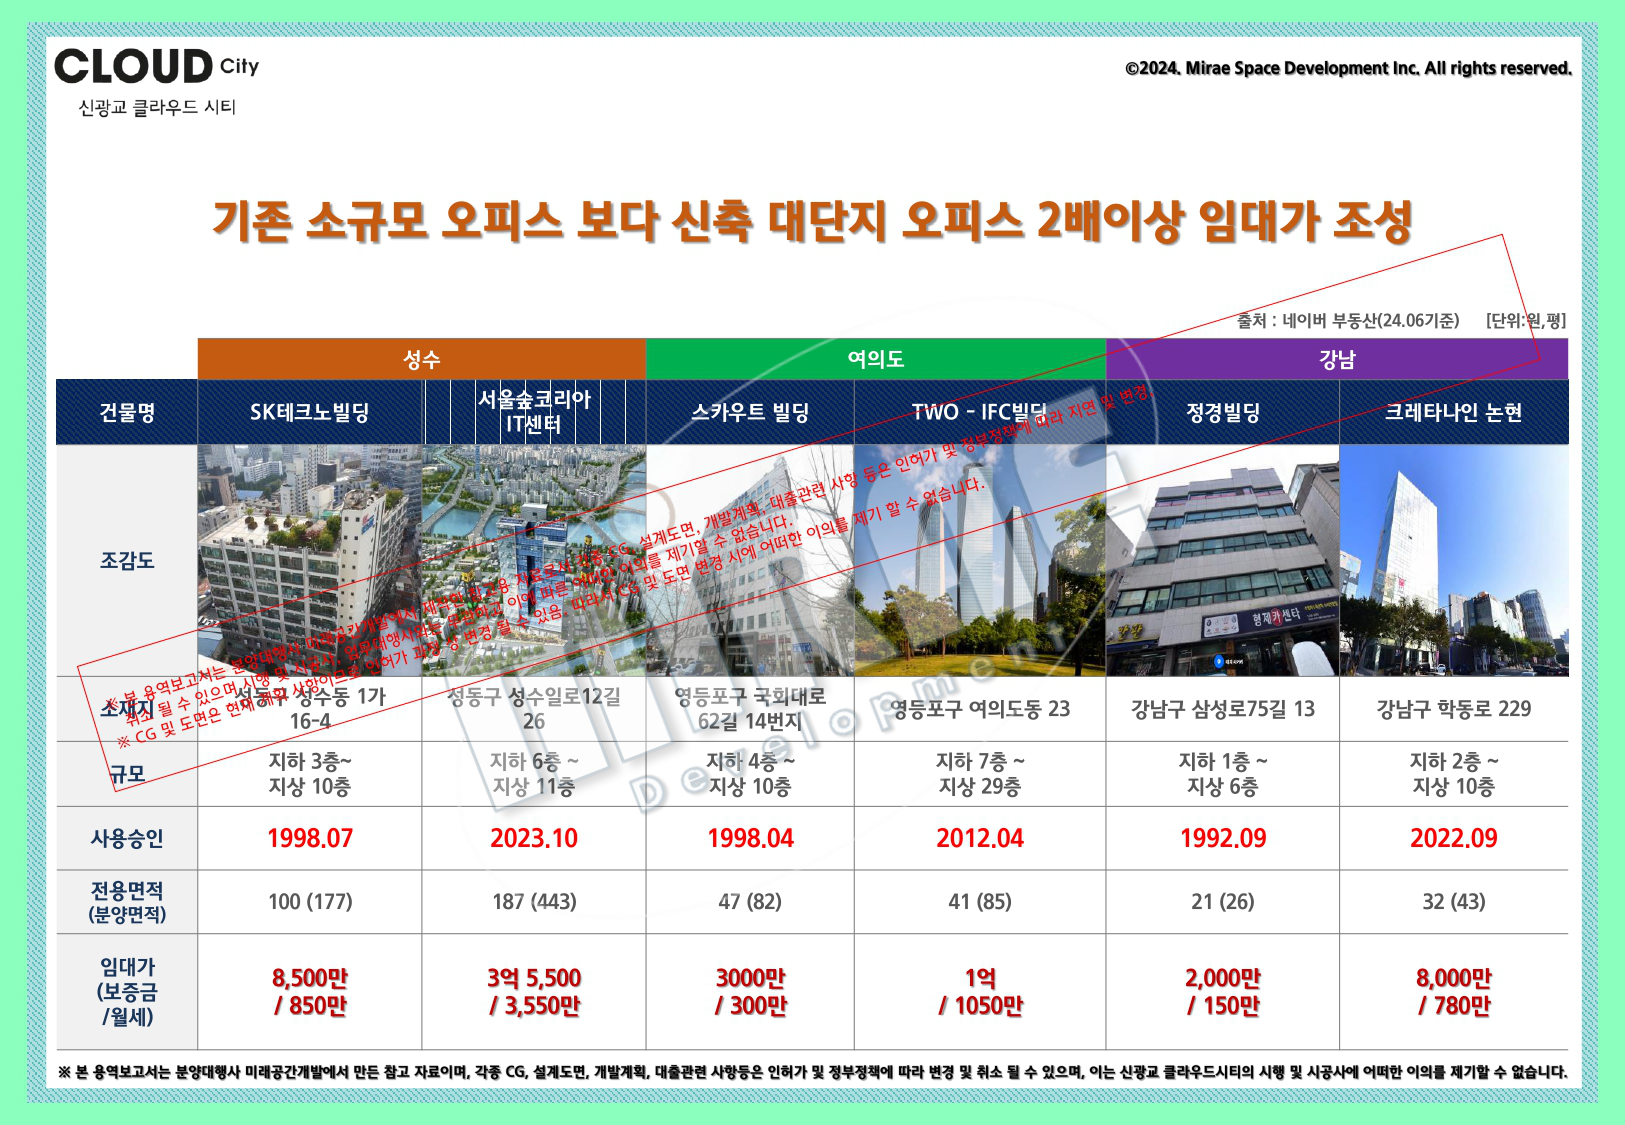 CLOUD City
신광교 클라우드 시티
©2024. Mirae Space Development Inc. All rights reserved.
기존 소규모 오피스 보다 신축 대단지 오피스 2배이상 임대가 조성
출처 : 네이버 부동산(24.06기준) [단위:원,평]
성수 여의도 강남
건물명 SK테크노빌딩 서울숲코리아 IT센터 스카우트 빌딩 TWO - IFC빌딩 정경빌딩 크레타나인 논현
조감도
형제카센타
소재지 성동구 성수동 1가 16-4 성동구 성수일로12길 26 영등포구 국회대로 62길 14번지 영등포구 여의도동 23 강남구 삼성로75길 13 강남구 학동로 229
규모 지하 3층~ 지상 10층 지하 6층 ~ 지상 11층 지하 4층 ~ 지상 10층 지하 7층 ~ 지상 29층 지하 1층 ~ 지상 6층 지하 2층 ~ 지상 10층
사용승인 1998.07 2023.10 1998.04 2012.04 1992.09 2022.09
전용면적 (분양면적) 100 (177) 187 (443) 47 (82) 41 (85) 21 (26) 32 (43)
임대가 (보증금 /월세) 8,500만 / 850만 3억 5,500 / 3,550만 3000만 / 300만 1억 / 1050만 2,000만 / 150만 8,000만 / 780만
※ 본 용역보고서는 분양대행사 미래공간개발에서 제작한 참고용 자료로서 각종 CG, 설계도면, 개발계획, 대출관련 사항 등은 인허가 및 정부정책에 따라 지연 및 변경,
취소 될 수 있으며 시행 및 시공사, 업무대행사와는 무관하고 이에 따른 어떠한 이의를 제기할 수 없습니다.
※ CG 및 도면은 현재 계획 사항이므로 인허가 과정 중 변경 될 수 있음. 따라서 CG 및 도면 변경 시에 어떠한 이의를 제기 할 수 없습니다.
Development
※ 본 용역보고서는 분양대행사 미래공간개발에서 만든 참고 자료이며, 각종 CG, 설계도면, 개발계획, 대출관련 사항등은 인허가 및 정부정책에 따라 변경 및 취소 될 수 있으며, 이는 신광교 클라우드시티의 시행 및 시공사에 어떠한 이의를 제기할 수 없습니다.